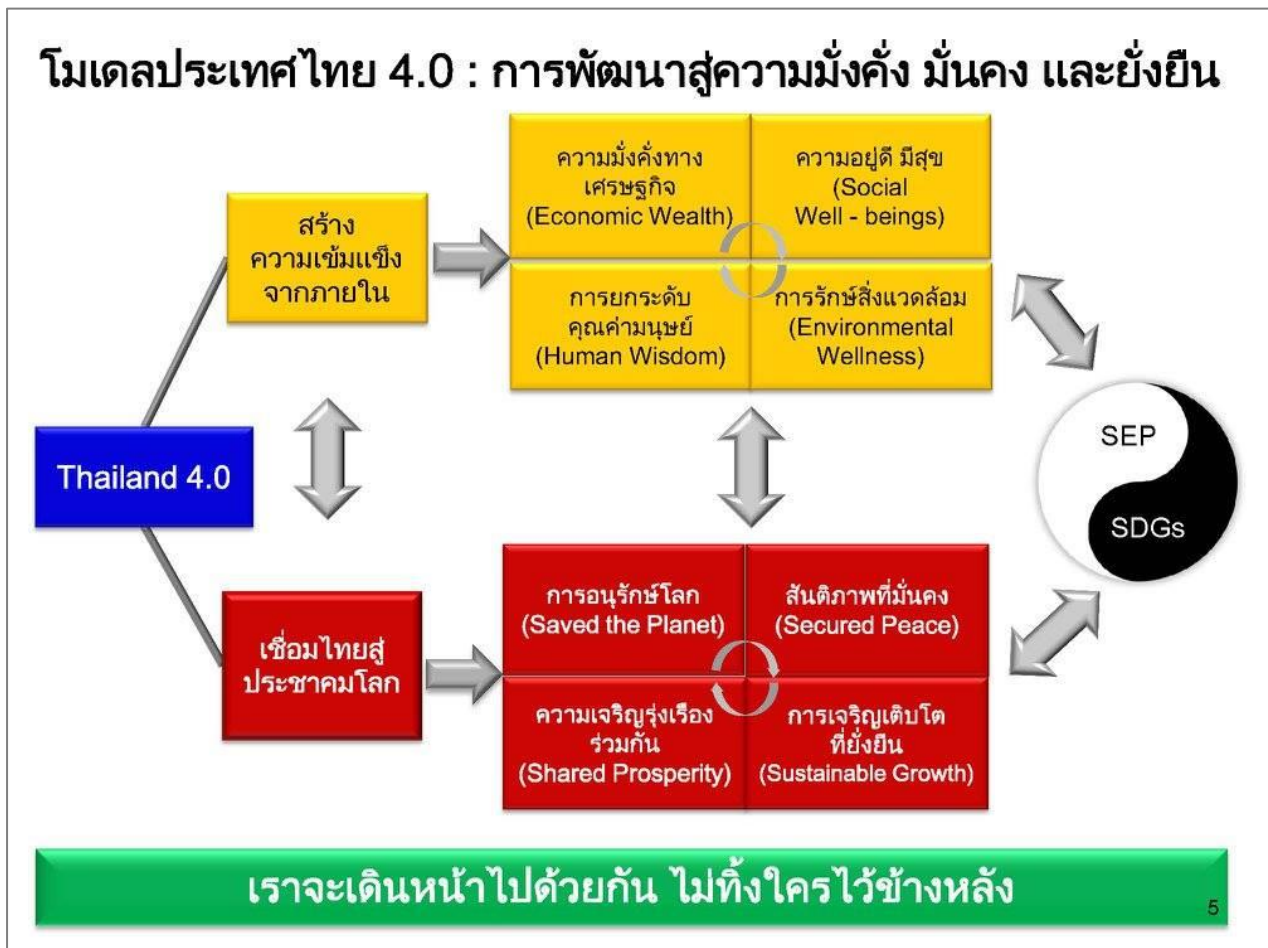 โมเดลประเทศไทย 4.0 : การพัฒนาสู่ความมั่งคั่ง มั่นคง และยั่งยืน
ความมั่งคั่งทาง
เศรษฐกิจ
(Economic Wealth)
ความอยู่ดี มีสุข
(Social
Well - beings)
สร้าง
ความเข้มแข็ง
จากภายใน
การยกระดับ
คุณค่ามนุษย์
(Human Wisdom)
การรักษ์สิ่งแวดล้อม
(Environmental
Wellness)
Thailand 4.0
SEP
SDGs
เชื่อมไทยสู่
ประชาคมโลก
การอนุรักษ์โลก
(Saved the Planet)
สันติภาพที่มั่นคง
(Secured Peace)
ความเจริญรุ่งเรือง
ร่วมกัน
(Shared Prosperity)
การเจริญเติบโต
ที่ยั่งยืน
(Sustainable Growth)
เราจะเดินหน้าไปด้วยกัน ไม่ทิ้งใครไว้ข้างหลัง
5